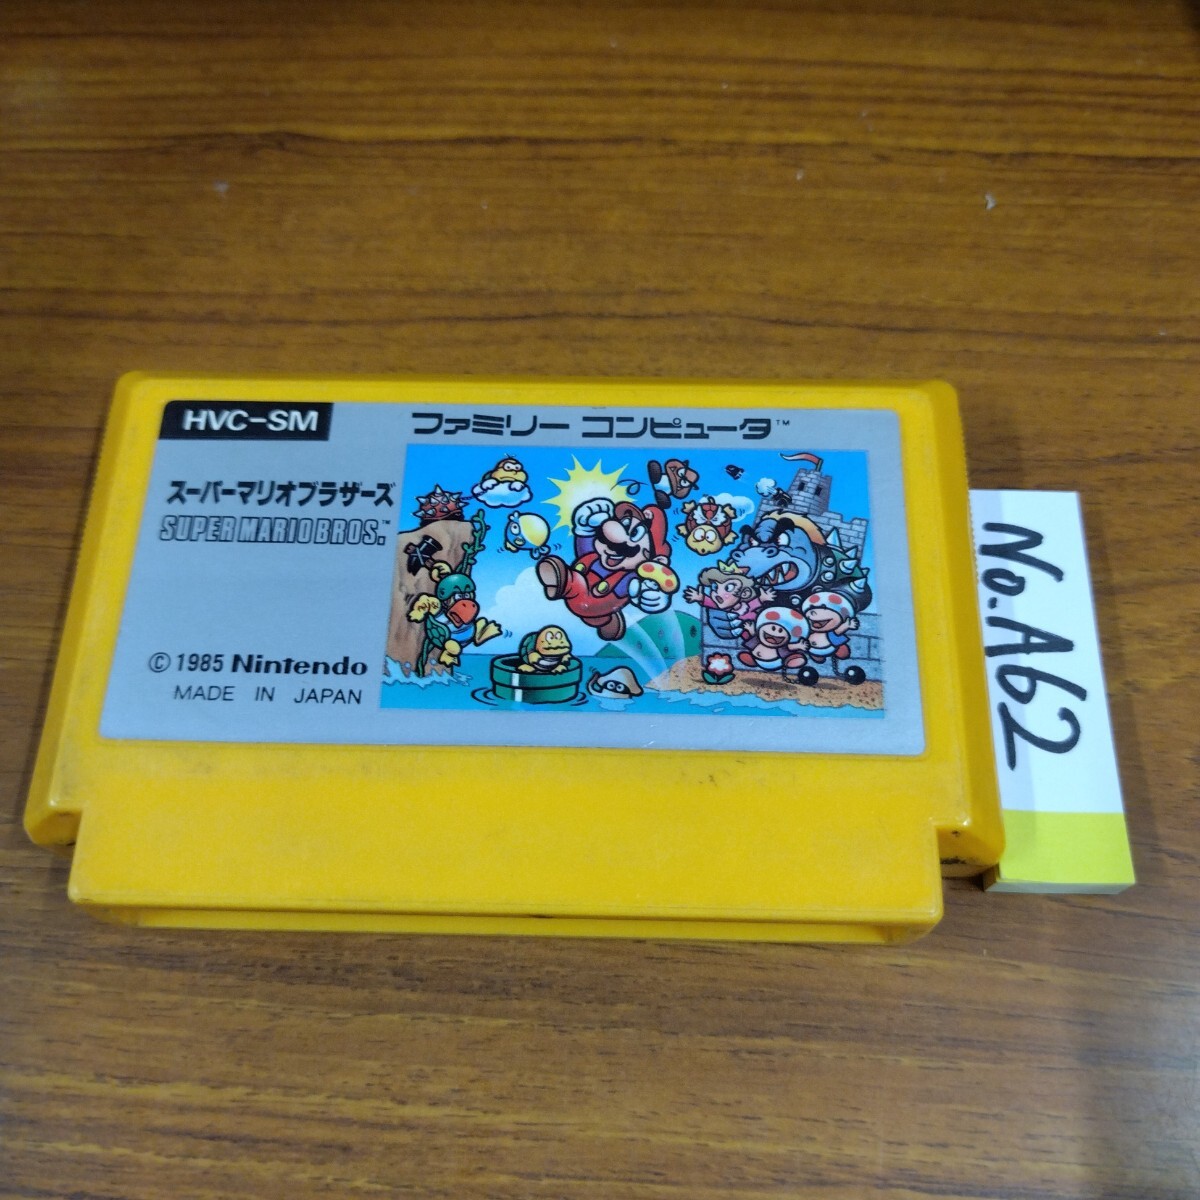 HVC-SM
ファミリー コンピュータ™
スーパーマリオブラザーズ
SUPER MARIO BROS.™
© 1985 Nintendo
MADE IN JAPAN
No. A62